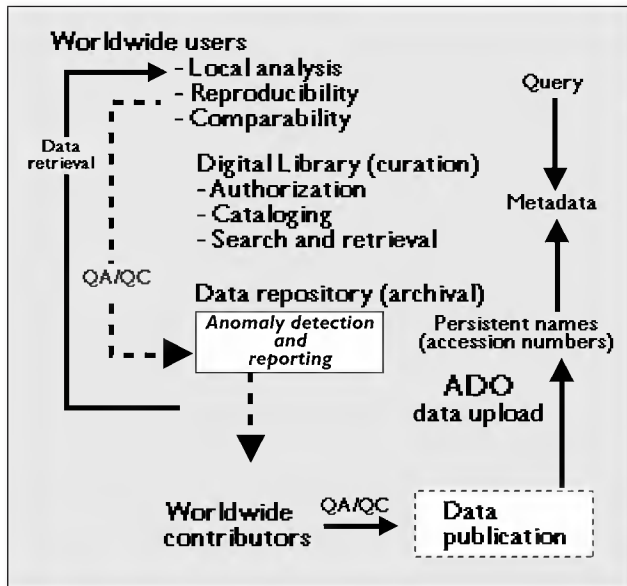 Worldwide users
- Local analysis
- Reproducibility
- Comparability
Data
retrieval
QA/QC
Digital Library (curation)
- Authorization
- Cataloging
- Search and retrieval
Data repository (archival)
Anomaly detection
and
reporting
Query
Metadata
Persistent names
(accession numbers)
ADO
data upload
Worldwide
contributors
QA/QC
Data
publication